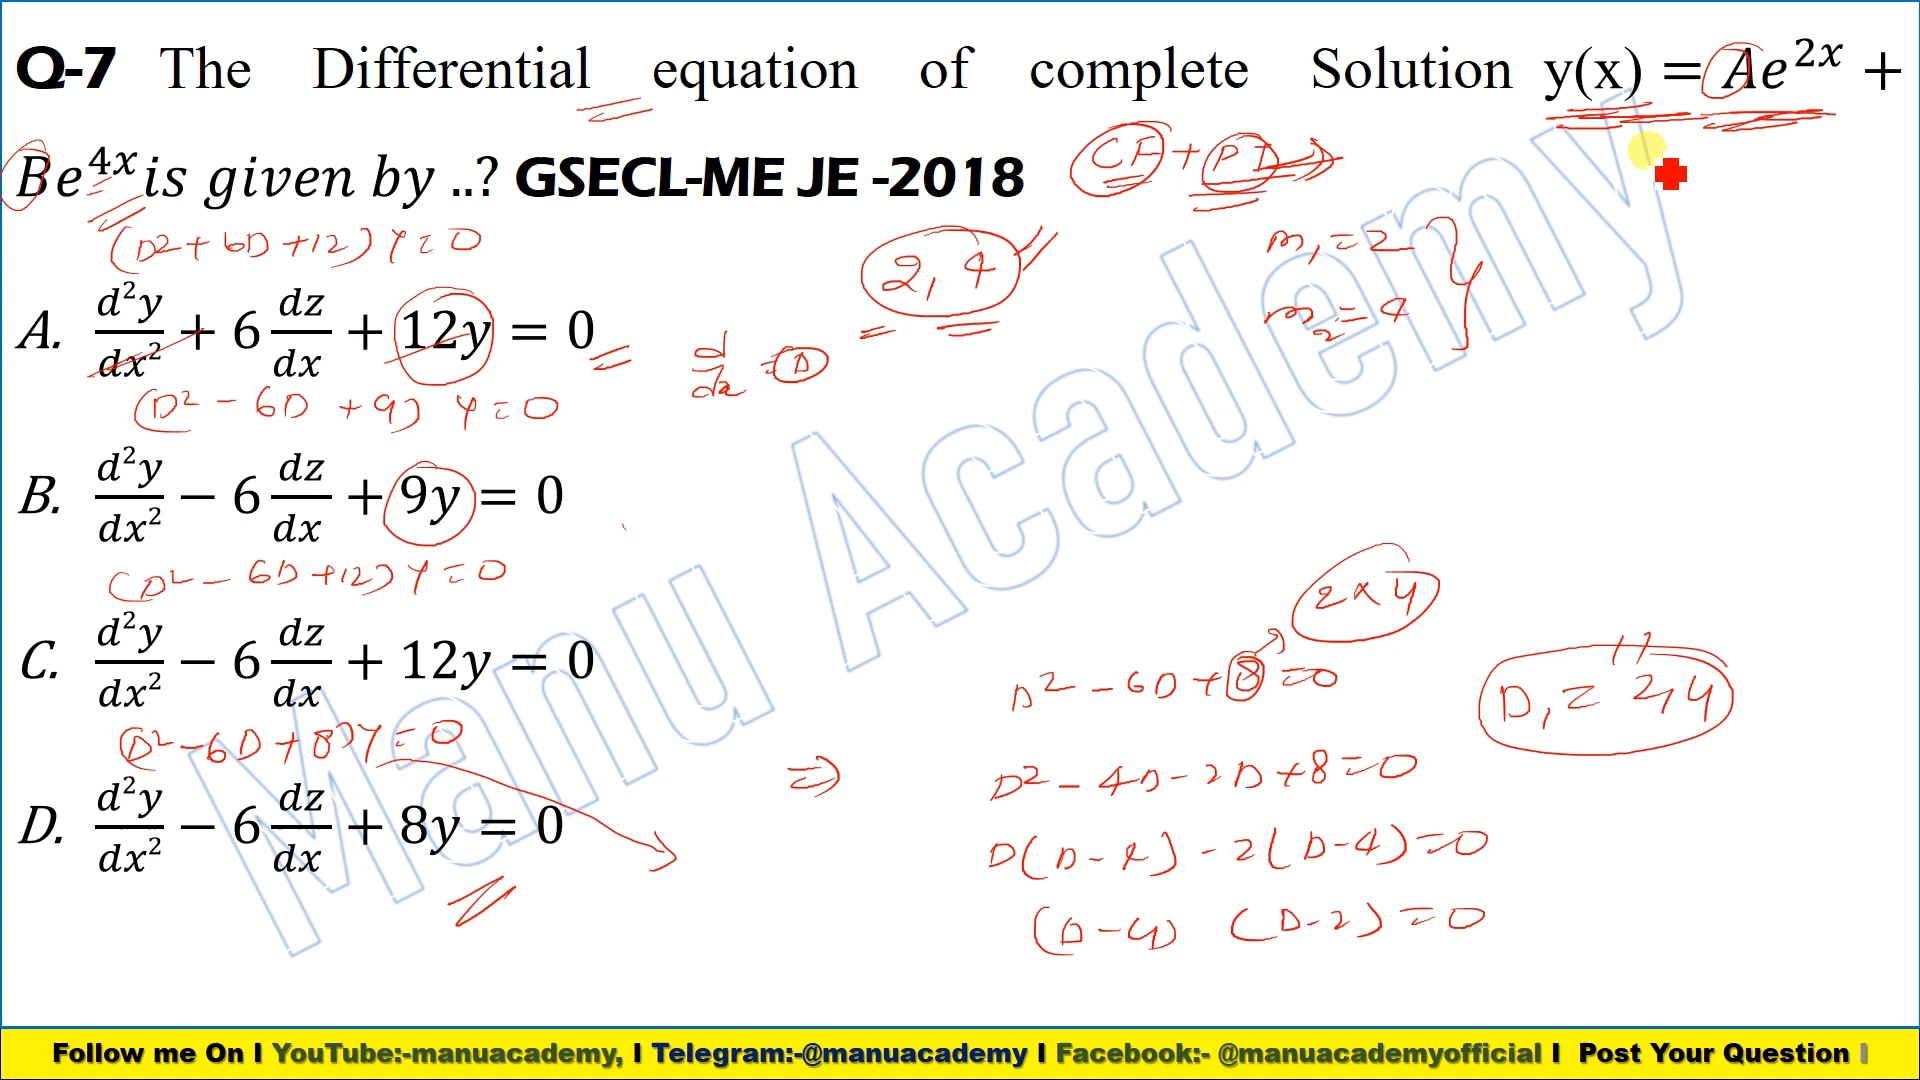 Q-7 The Differential equation of complete Solution y(x) = Ae^{2x} +
Be^{4x} is given by ..? GSECL-ME JE -2018
CF + PI
(D² + 6D + 12) y = 0
2, 4
m₁ = 2
m₂ = 4
A. d²y/dx² + 6 dz/dx + 12y = 0
d/dx = D
(D² - 6D + 9) y = 0
B. d²y/dx² − 6 dz/dx + 9y = 0
(D² - 6D + 12) y = 0
2 × 4
C. d²y/dx² − 6 dz/dx + 12y = 0
D² - 6D + 8 = 0
D₁ = 2, 4
(D² - 6D + 8) y = 0
⇒ D² - 4D - 2D + 8 = 0
D. d²y/dx² − 6 dz/dx + 8y = 0
D(D - 4) - 2(D - 4) = 0
(D - 4) (D - 2) = 0
Manu Academy
Follow me On I YouTube:-manuacademy, I Telegram:-@manuacademy I Facebook:- @manuacademyofficial I Post Your Question I